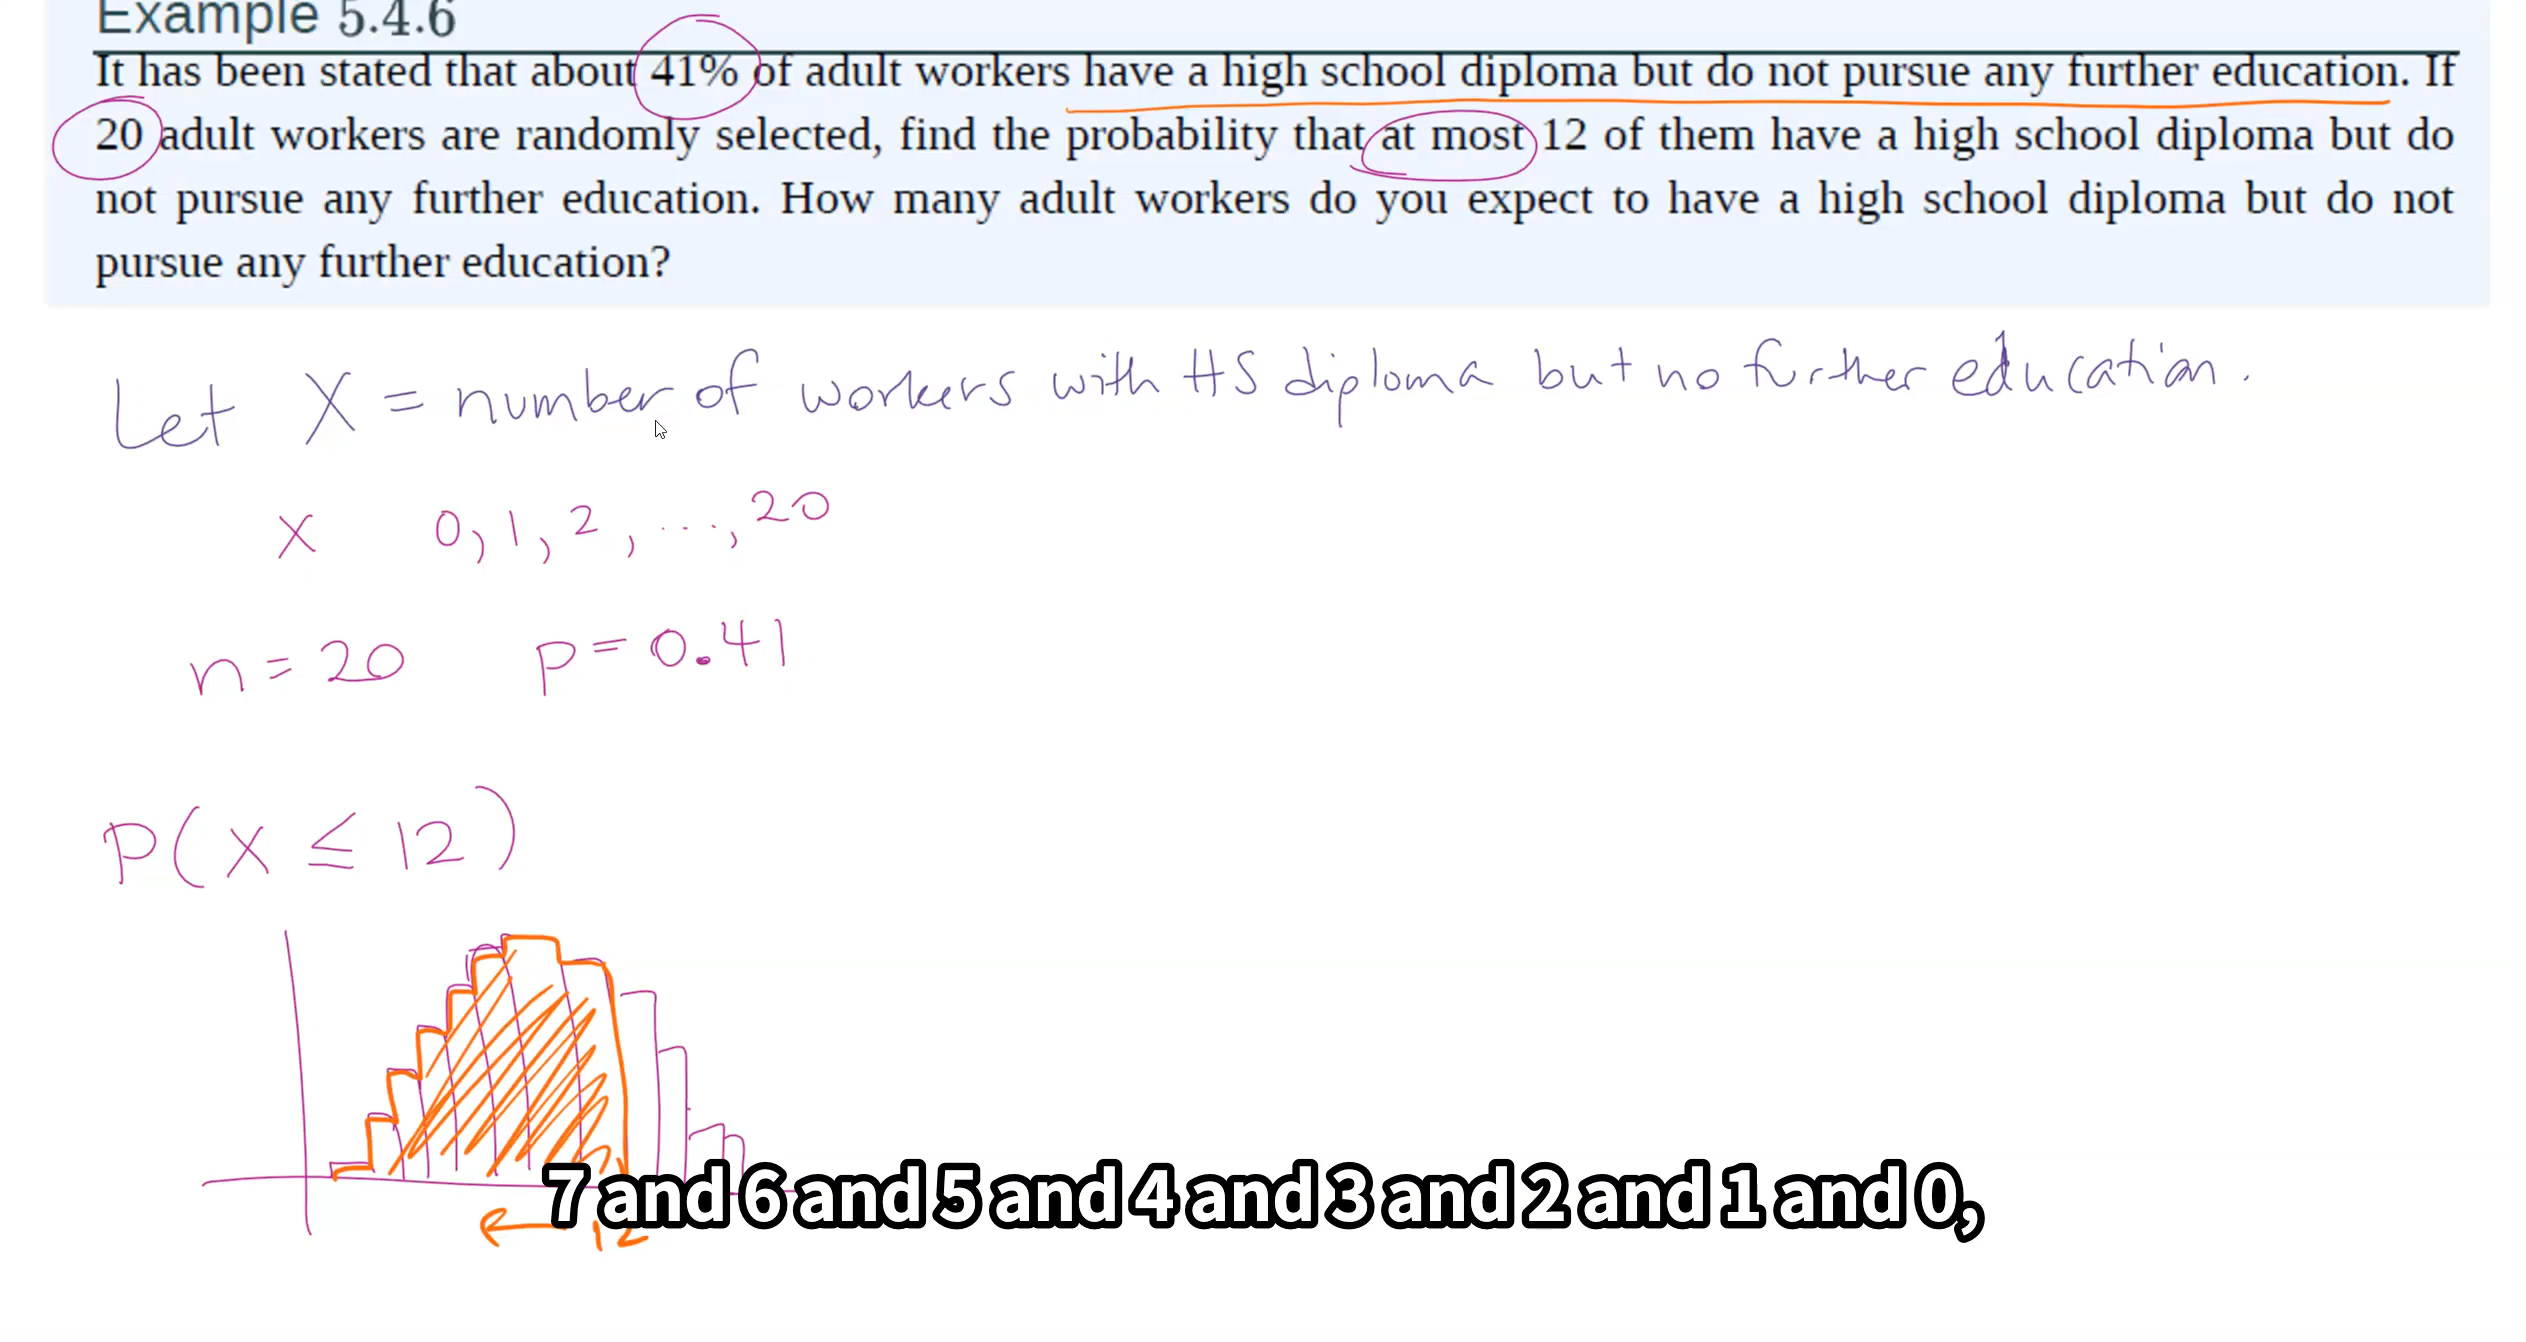 Example 5.4.6
It has been stated that about 41% of adult workers have a high school diploma but do not pursue any further education. If
20 adult workers are randomly selected, find the probability that at most 12 of them have a high school diploma but do
not pursue any further education. How many adult workers do you expect to have a high school diploma but do not
pursue any further education?
Let X = number of workers with HS diploma but no further education.
X 0, 1, 2, ..., 20
n = 20 p = 0.41
P(X ≤ 12)
7 and 6 and 5 and 4 and 3 and 2 and 1 and 0,
12